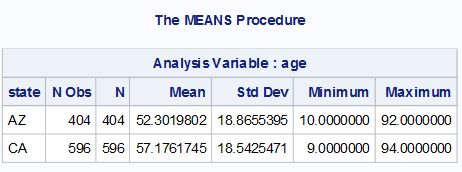 The MEANS Procedure
Analysis Variable : age
state N Obs N Mean Std Dev Minimum Maximum
AZ 404 404 52.3019802 18.8655395 10.0000000 92.0000000
CA 596 596 57.1761745 18.5425471 9.0000000 94.0000000